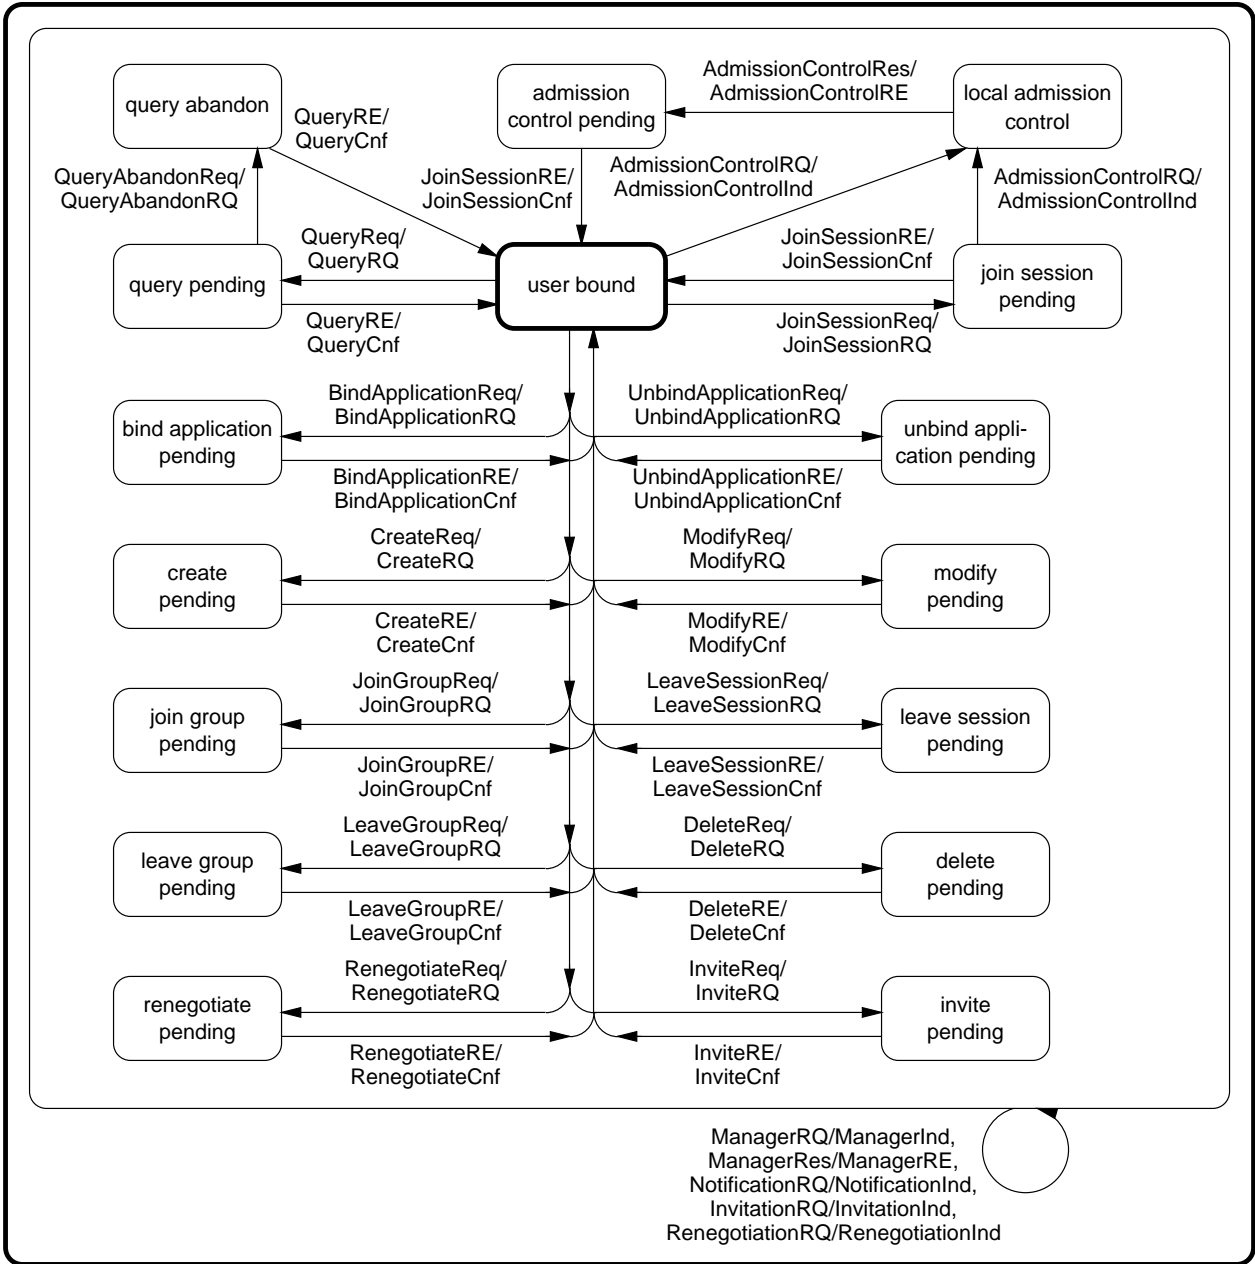 query abandon
QueryRE/
QueryCnf
admission
control pending
AdmissionControlRes/
AdmissionControlRE
local admission
control
QueryAbandonReq/
QueryAbandonRQ
JoinSessionRE/
JoinSessionCnf
AdmissionControlRQ/
AdmissionControlInd
AdmissionControlRQ/
AdmissionControlInd
query pending
QueryReq/
QueryRQ
QueryRE/
QueryCnf
user bound
JoinSessionRE/
JoinSessionCnf
JoinSessionReq/
JoinSessionRQ
join session
pending
bind application
pending
BindApplicationReq/
BindApplicationRQ
BindApplicationRE/
BindApplicationCnf
UnbindApplicationReq/
UnbindApplicationRQ
UnbindApplicationRE/
UnbindApplicationCnf
unbind appli-
cation pending
create
pending
CreateReq/
CreateRQ
CreateRE/
CreateCnf
ModifyReq/
ModifyRQ
ModifyRE/
ModifyCnf
modify
pending
join group
pending
JoinGroupReq/
JoinGroupRQ
JoinGroupRE/
JoinGroupCnf
LeaveSessionReq/
LeaveSessionRQ
LeaveSessionRE/
LeaveSessionCnf
leave session
pending
leave group
pending
LeaveGroupReq/
LeaveGroupRQ
LeaveGroupRE/
LeaveGroupCnf
DeleteReq/
DeleteRQ
DeleteRE/
DeleteCnf
delete
pending
renegotiate
pending
RenegotiateReq/
RenegotiateRQ
RenegotiateRE/
RenegotiateCnf
InviteReq/
InviteRQ
InviteRE/
InviteCnf
invite
pending
ManagerRQ/ManagerInd,
ManagerRes/ManagerRE,
NotificationRQ/NotificationInd,
InvitationRQ/InvitationInd,
RenegotiationRQ/RenegotiationInd